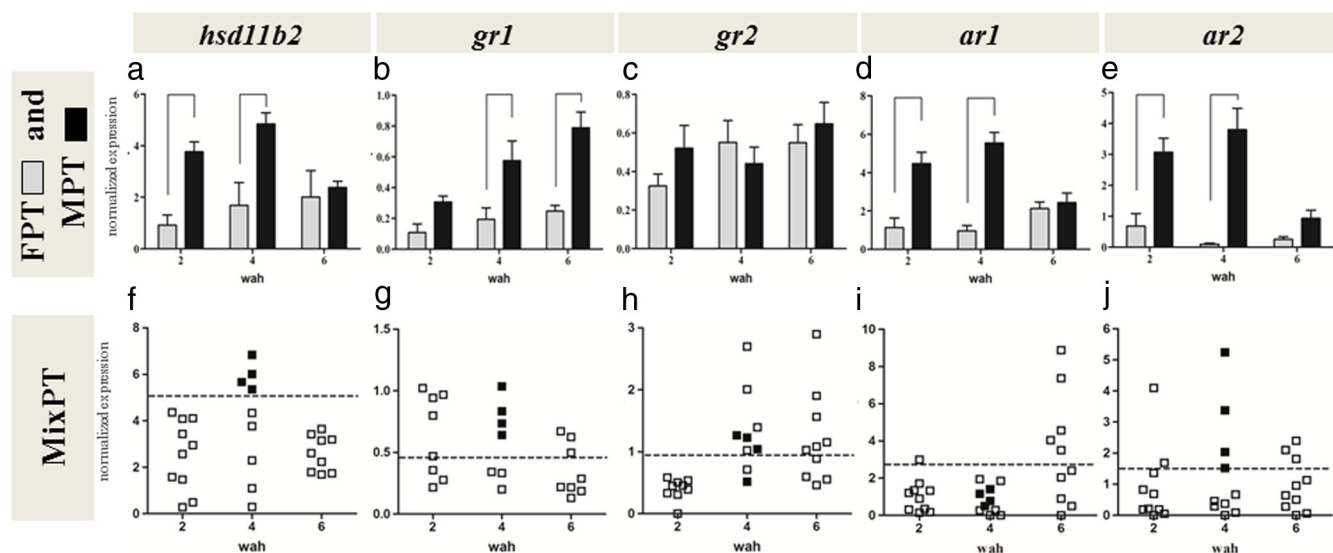 hsd11b2 gr1 gr2 ar1 ar2
FPT and
MPT
normalized expression
a b c d e
6 4 2 0
1.0 0.8 0.6 0.4 0.2 0.0
0.8 0.6 0.4 0.2 0.0
8 6 4 2 0
5 4 3 2 1 0
2 4 6 2 4 6 2 4 6 2 4 6 2 4 6
wah wah wah wah wah
MixPT
normalized expression
f g h i j
8 6 4 2 0
1.5 1.0 0.5 0.0
3 2 1 0
10 8 6 4 2 0
6 5 4 3 2 1 0
2 4 6 2 4 6 2 4 6 2 4 6 2 4 6
wah wah wah wah wah